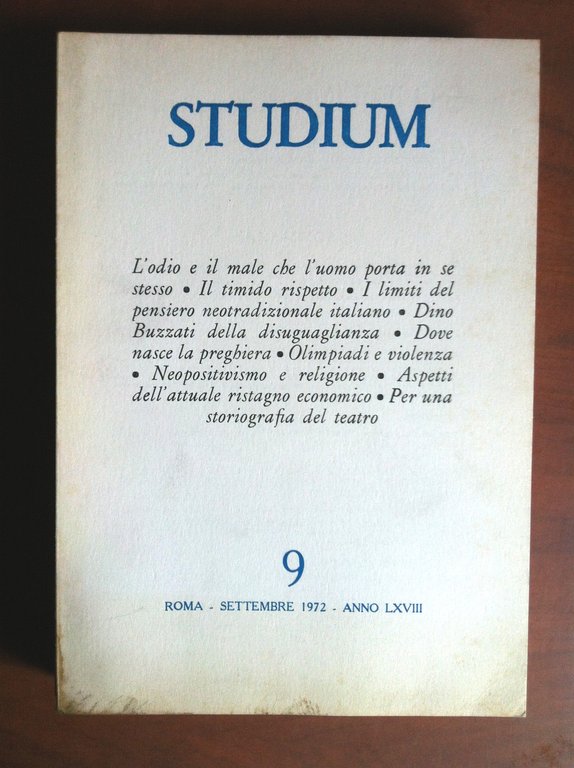 STUDIUM
L'odio e il male che l'uomo porta in se
stesso • Il timido rispetto • I limiti del
pensiero neotradizionale italiano • Dino
Buzzati della disuguaglianza • Dove
nasce la preghiera • Olimpiadi e violenza
• Neopositivismo e religione • Aspetti
dell'attuale ristagno economico • Per una
storiografia del teatro
9
ROMA - SETTEMBRE 1972 - ANNO LXVIII